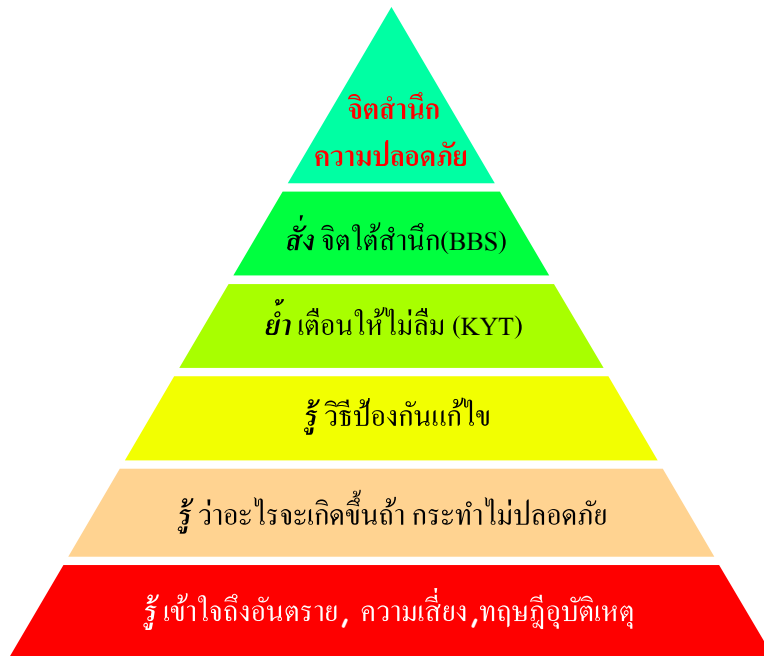 จิตสำนึก
ความปลอดภัย
สั่ง จิตใต้สำนึก(BBS)
ย้ำ เตือนให้ไม่ลืม (KYT)
รู้ วิธีป้องกันแก้ไข
รู้ ว่าอะไรจะเกิดขึ้นถ้า กระทำไม่ปลอดภัย
รู้ เข้าใจถึงอันตราย, ความเสี่ยง,ทฤษฎีอุบัติเหตุ